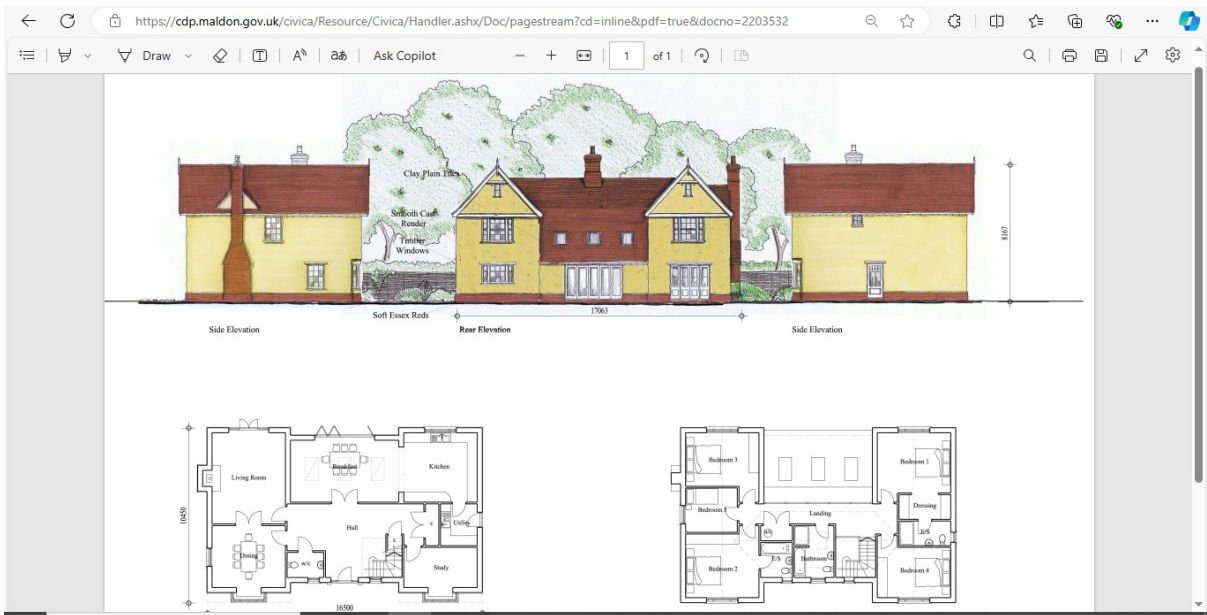 https://cdp.maldon.gov.uk/civica/Resource/Civica/Handler.ashx/Doc/pagestream?cd=inline&pdf=true&docno=2203532
Draw
T
A
aあ
Ask Copilot
1
of 1
Clay Plain Tiles
Smooth Cast
Render
Timber
Windows
Soft Essex Reds
8167
17063
Side Elevation
Rear Elevation
Side Elevation
10450
Living Room
Breakfast
Kitchen
Hall
c
Utility
c
Dining
w/c
Study
16500
Bedroom 3
Bedroom 1
Bedroom 5
Landing
Dressing
A/C
E/S
Bedroom 2
E/S
Bathroom
Bedroom 4